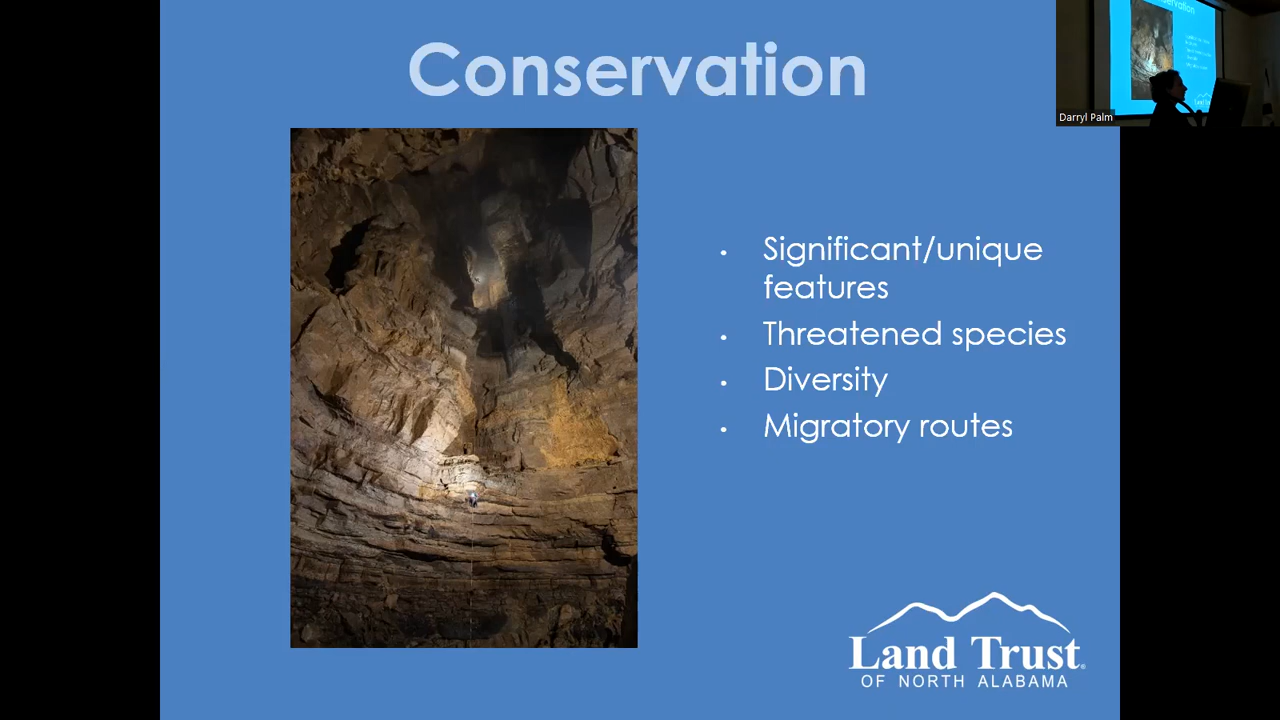 Conservation
Darryl Palm
• Significant/unique
features
• Threatened species
• Diversity
• Migratory routes
Land Trust®
OF NORTH ALABAMA